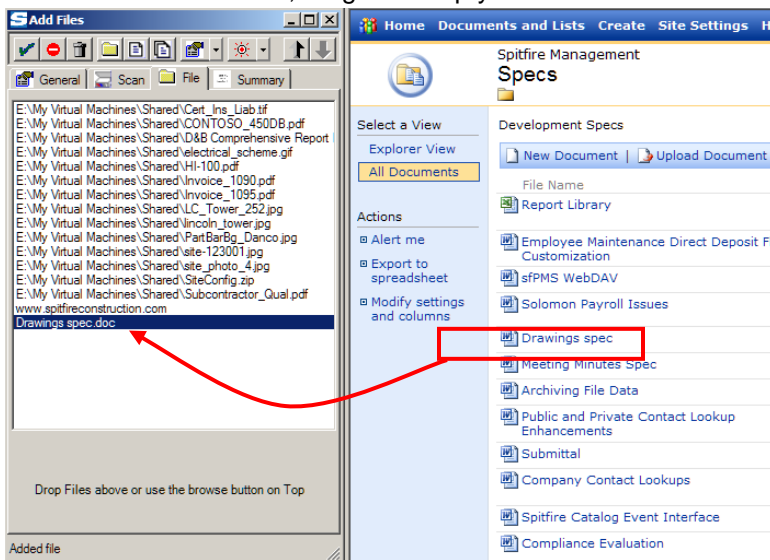 Add Files
General
Scan
File
Summary
E:\My Virtual Machines\Shared\Cert_Ins_Liab.tif
E:\My Virtual Machines\Shared\CONTOSO_450DB.pdf
E:\My Virtual Machines\Shared\D&B Comprehensive Report
E:\My Virtual Machines\Shared\electrical_scheme.gif
E:\My Virtual Machines\Shared\HI-100.pdf
E:\My Virtual Machines\Shared\Invoice_1090.pdf
E:\My Virtual Machines\Shared\Invoice_1095.pdf
E:\My Virtual Machines\Shared\LC_Tower_252.jpg
E:\My Virtual Machines\Shared\lincoln_tower.jpg
E:\My Virtual Machines\Shared\PartBarBg_Danco.jpg
E:\My Virtual Machines\Shared\site-123001.jpg
E:\My Virtual Machines\Shared\site_photo_4.jpg
E:\My Virtual Machines\Shared\SiteConfig.zip
E:\My Virtual Machines\Shared\Subcontractor_Qual.pdf
www.spitfireconstruction.com
Drawings spec.doc
Drop Files above or use the browse button on Top
Added file
Home Documents and Lists Create Site Settings H
Spitfire Management
Specs
Select a View
Explorer View
All Documents
Actions
Alert me
Export to
spreadsheet
Modify settings
and columns
Development Specs
New Document | Upload Document
File Name
Report Library
Employee Maintenance Direct Deposit F
Customization
sfPMS WebDAV
Solomon Payroll Issues
Drawings spec
Meeting Minutes Spec
Archiving File Data
Public and Private Contact Lookup
Enhancements
Submittal
Company Contact Lookups
Spitfire Catalog Event Interface
Compliance Evaluation